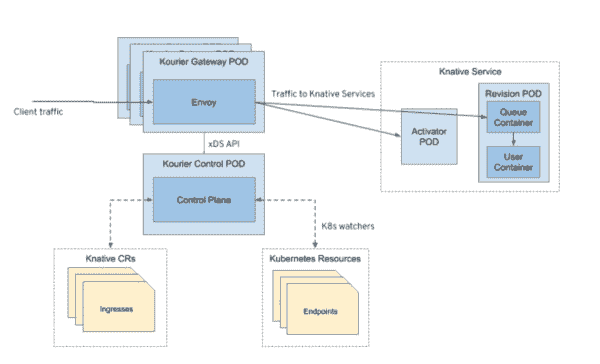 Kourier Gateway POD
Envoy
Client traffic
Traffic to Knative Services
Knative Service
Revision POD
Queue
Container
Activator
POD
User
Container
xDS API
Kourier Control POD
Control Plane
K8s watchers
Knative CRs
Ingresses
Kubernetes Resources
Endpoints